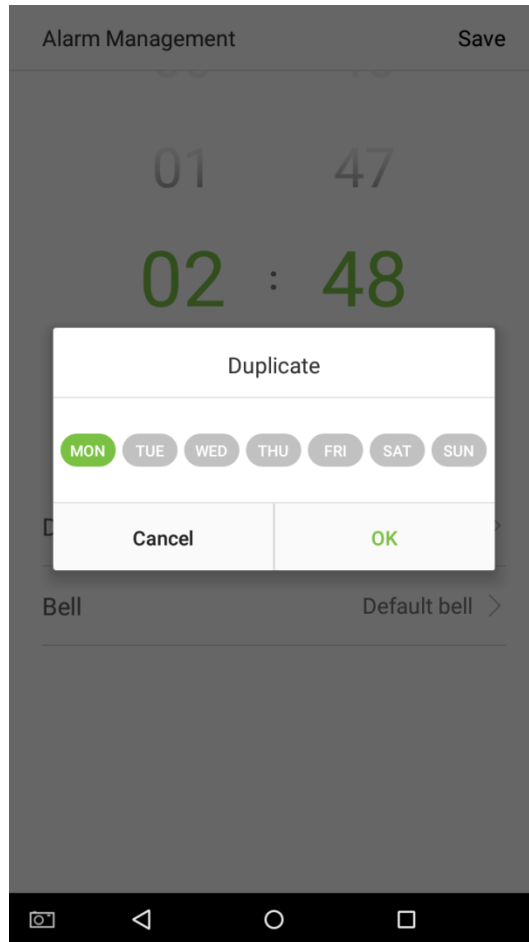 Alarm Management Save
01 47
02 : 48
Duplicate
MON TUE WED THU FRI SAT SUN
Cancel OK
Bell Default bell